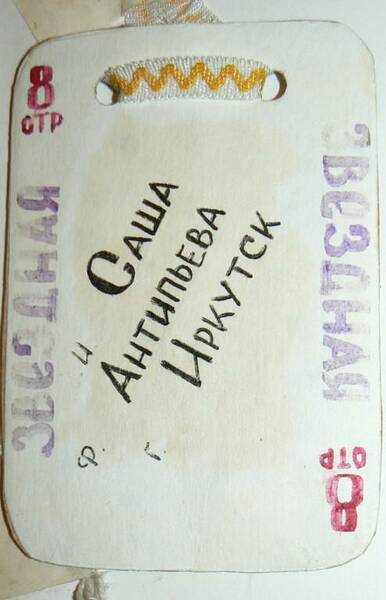 8
ОТР
ЗВЕЗДНАЯ
И Саша
Ф. Антипьева
Г. Иркутск
ЗВЕЗДНАЯ
8
ОТР